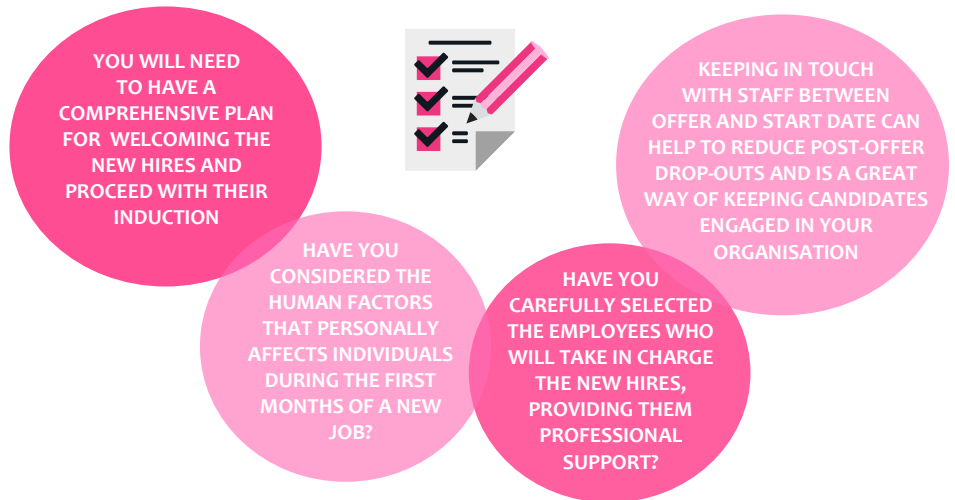 YOU WILL NEED
TO HAVE A
COMPREHENSIVE PLAN
FOR WELCOMING THE
NEW HIRES AND
PROCEED WITH THEIR
INDUCTION
HAVE YOU
CONSIDERED THE
HUMAN FACTORS
THAT PERSONALLY
AFFECTS INDIVIDUALS
DURING THE FIRST
MONTHS OF A NEW
JOB?
HAVE YOU
CAREFULLY SELECTED
THE EMPLOYEES WHO
WILL TAKE IN CHARGE
THE NEW HIRES,
PROVIDING THEM
PROFESSIONAL
SUPPORT?
KEEPING IN TOUCH
WITH STAFF BETWEEN
OFFER AND START DATE CAN
HELP TO REDUCE POST-OFFER
DROP-OUTS AND IS A GREAT
WAY OF KEEPING CANDIDATES
ENGAGED IN YOUR
ORGANISATION